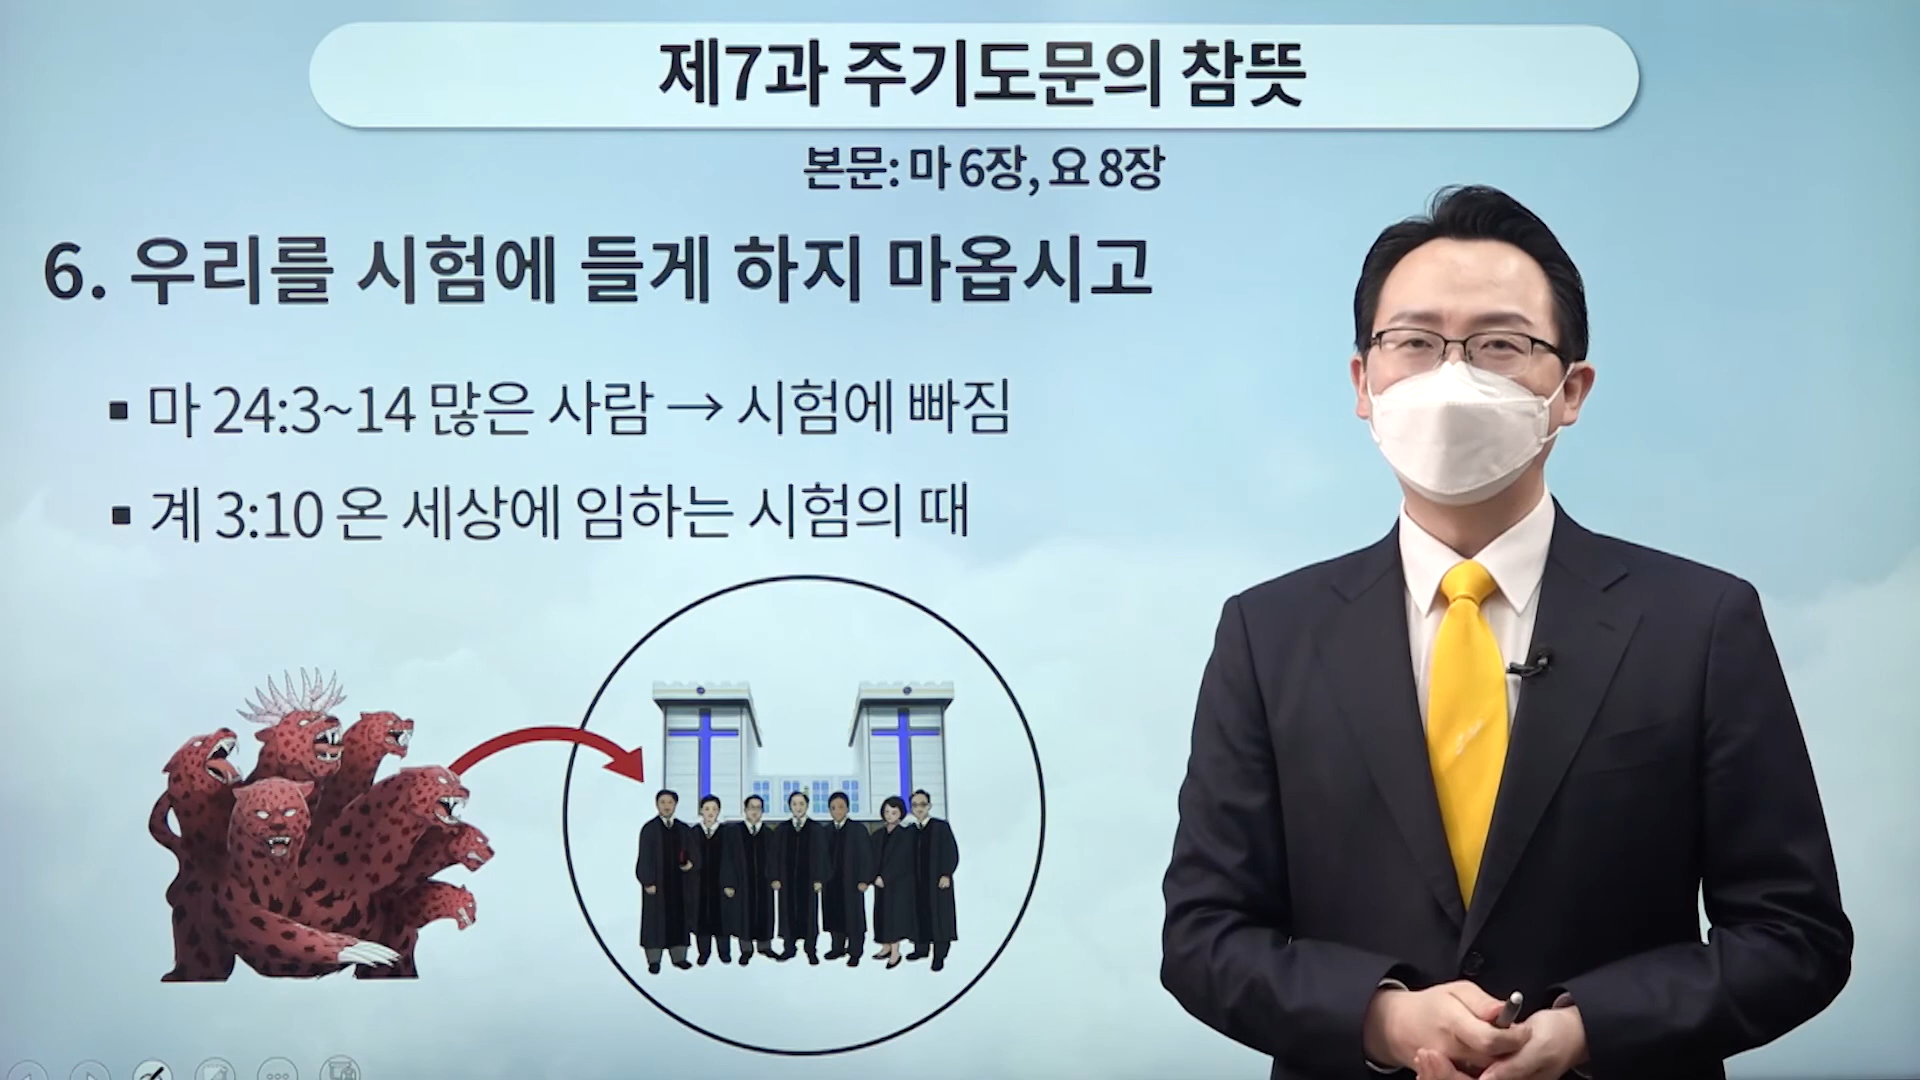 제7과 주기도문의 참뜻
본문: 마 6장, 요 8장
6. 우리를 시험에 들게 하지 마옵시고
▪ 마 24:3~14 많은 사람 → 시험에 빠짐
▪ 계 3:10 온 세상에 임하는 시험의 때